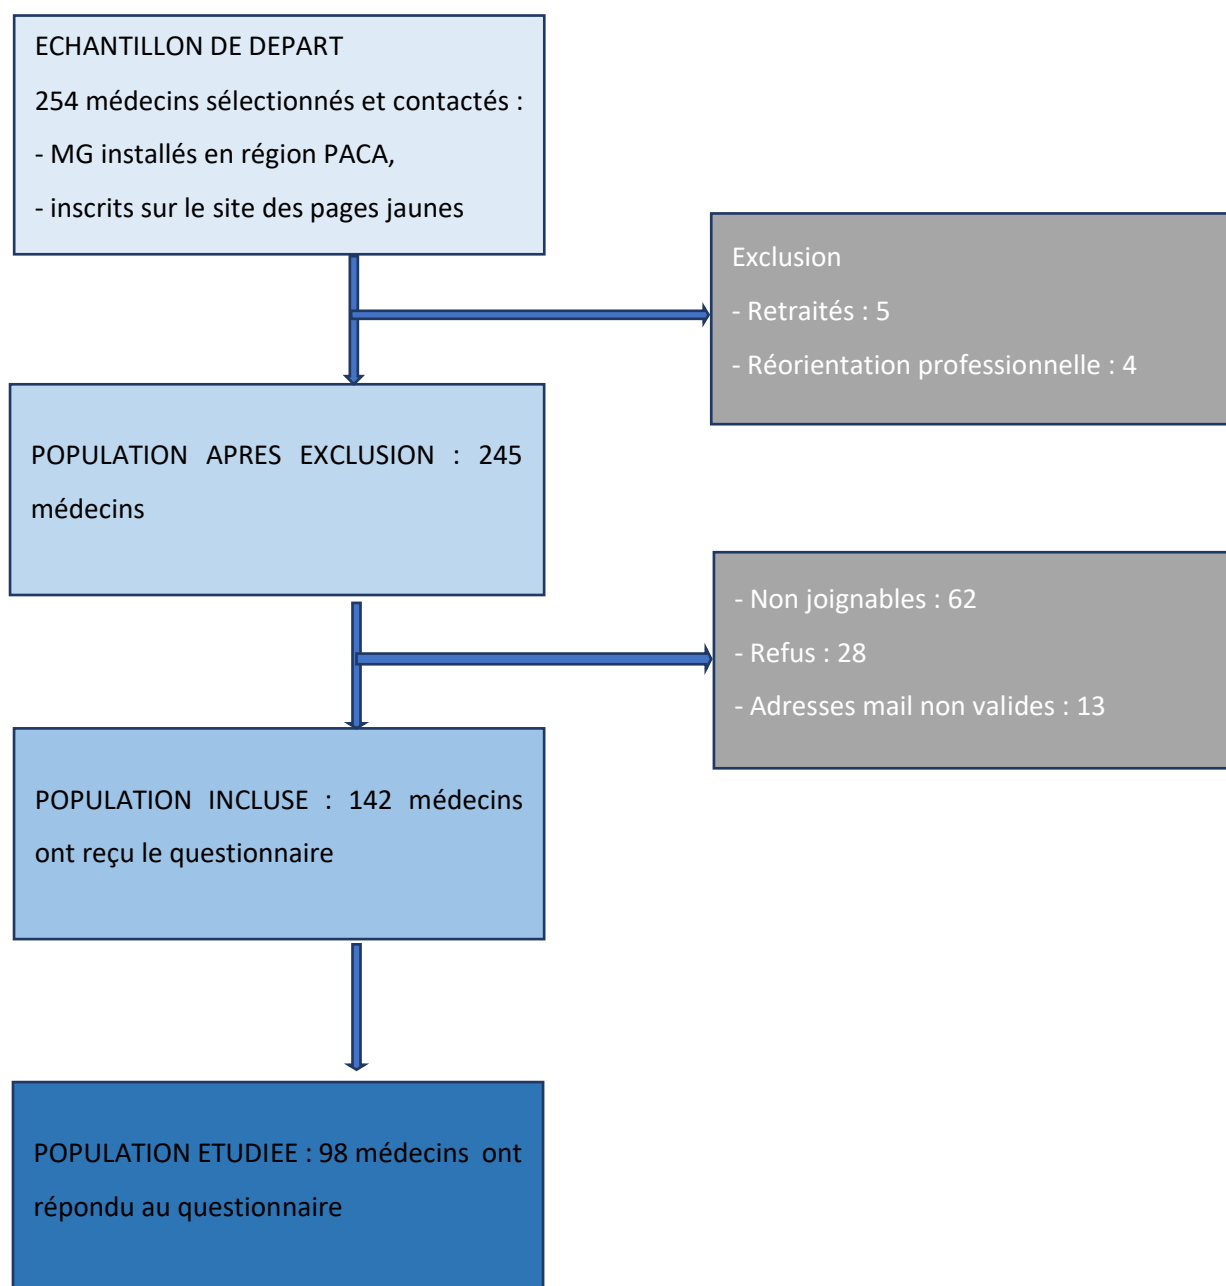 ECHANTILLON DE DEPART
254 médecins sélectionnés et contactés :
- MG installés en région PACA,
- inscrits sur le site des pages jaunes
Exclusion
- Retraités : 5
- Réorientation professionnelle : 4
POPULATION APRES EXCLUSION : 245
médecins
- Non joignables : 62
- Refus : 28
- Adresses mail non valides : 13
POPULATION INCLUSE : 142 médecins
ont reçu le questionnaire
POPULATION ETUDIEE : 98 médecins ont
répondu au questionnaire